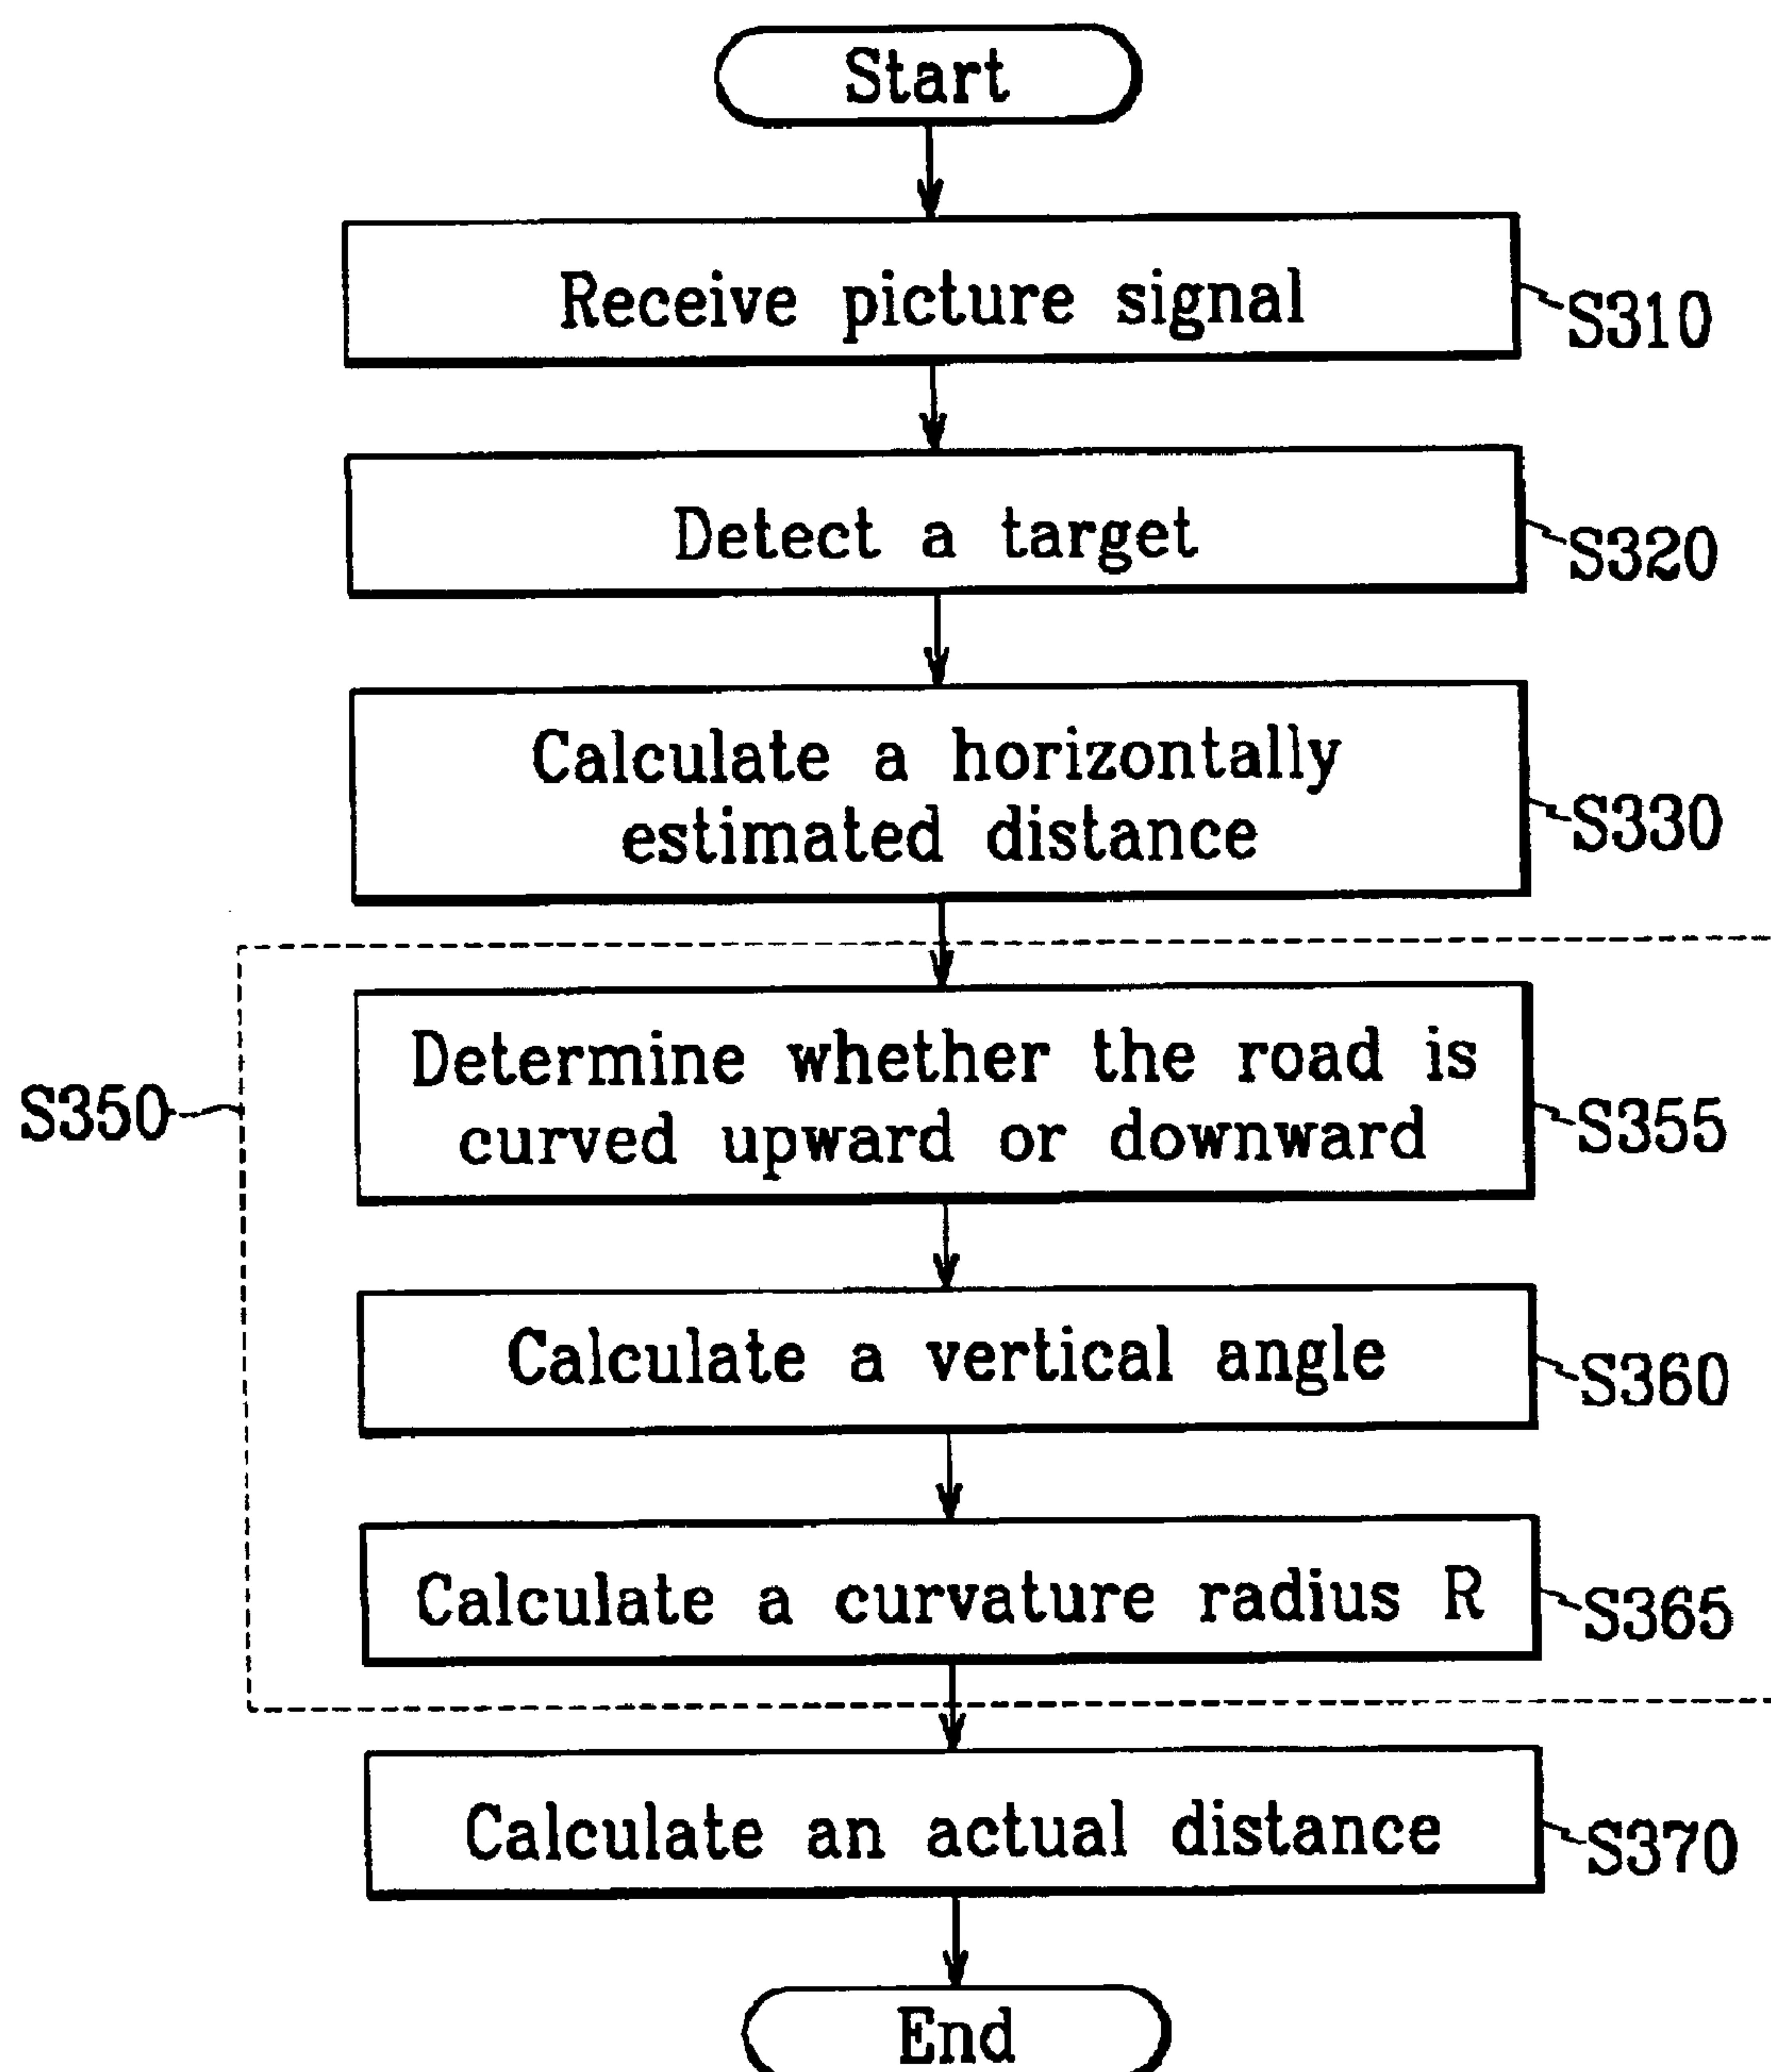 Start
Receive picture signal
S310
Detect a target
S320
Calculate a horizontally
estimated distance
S330
S350
Determine whether the road is
curved upward or downward
S355
Calculate a vertical angle
S360
Calculate a curvature radius R
S365
Calculate an actual distance
S370
End